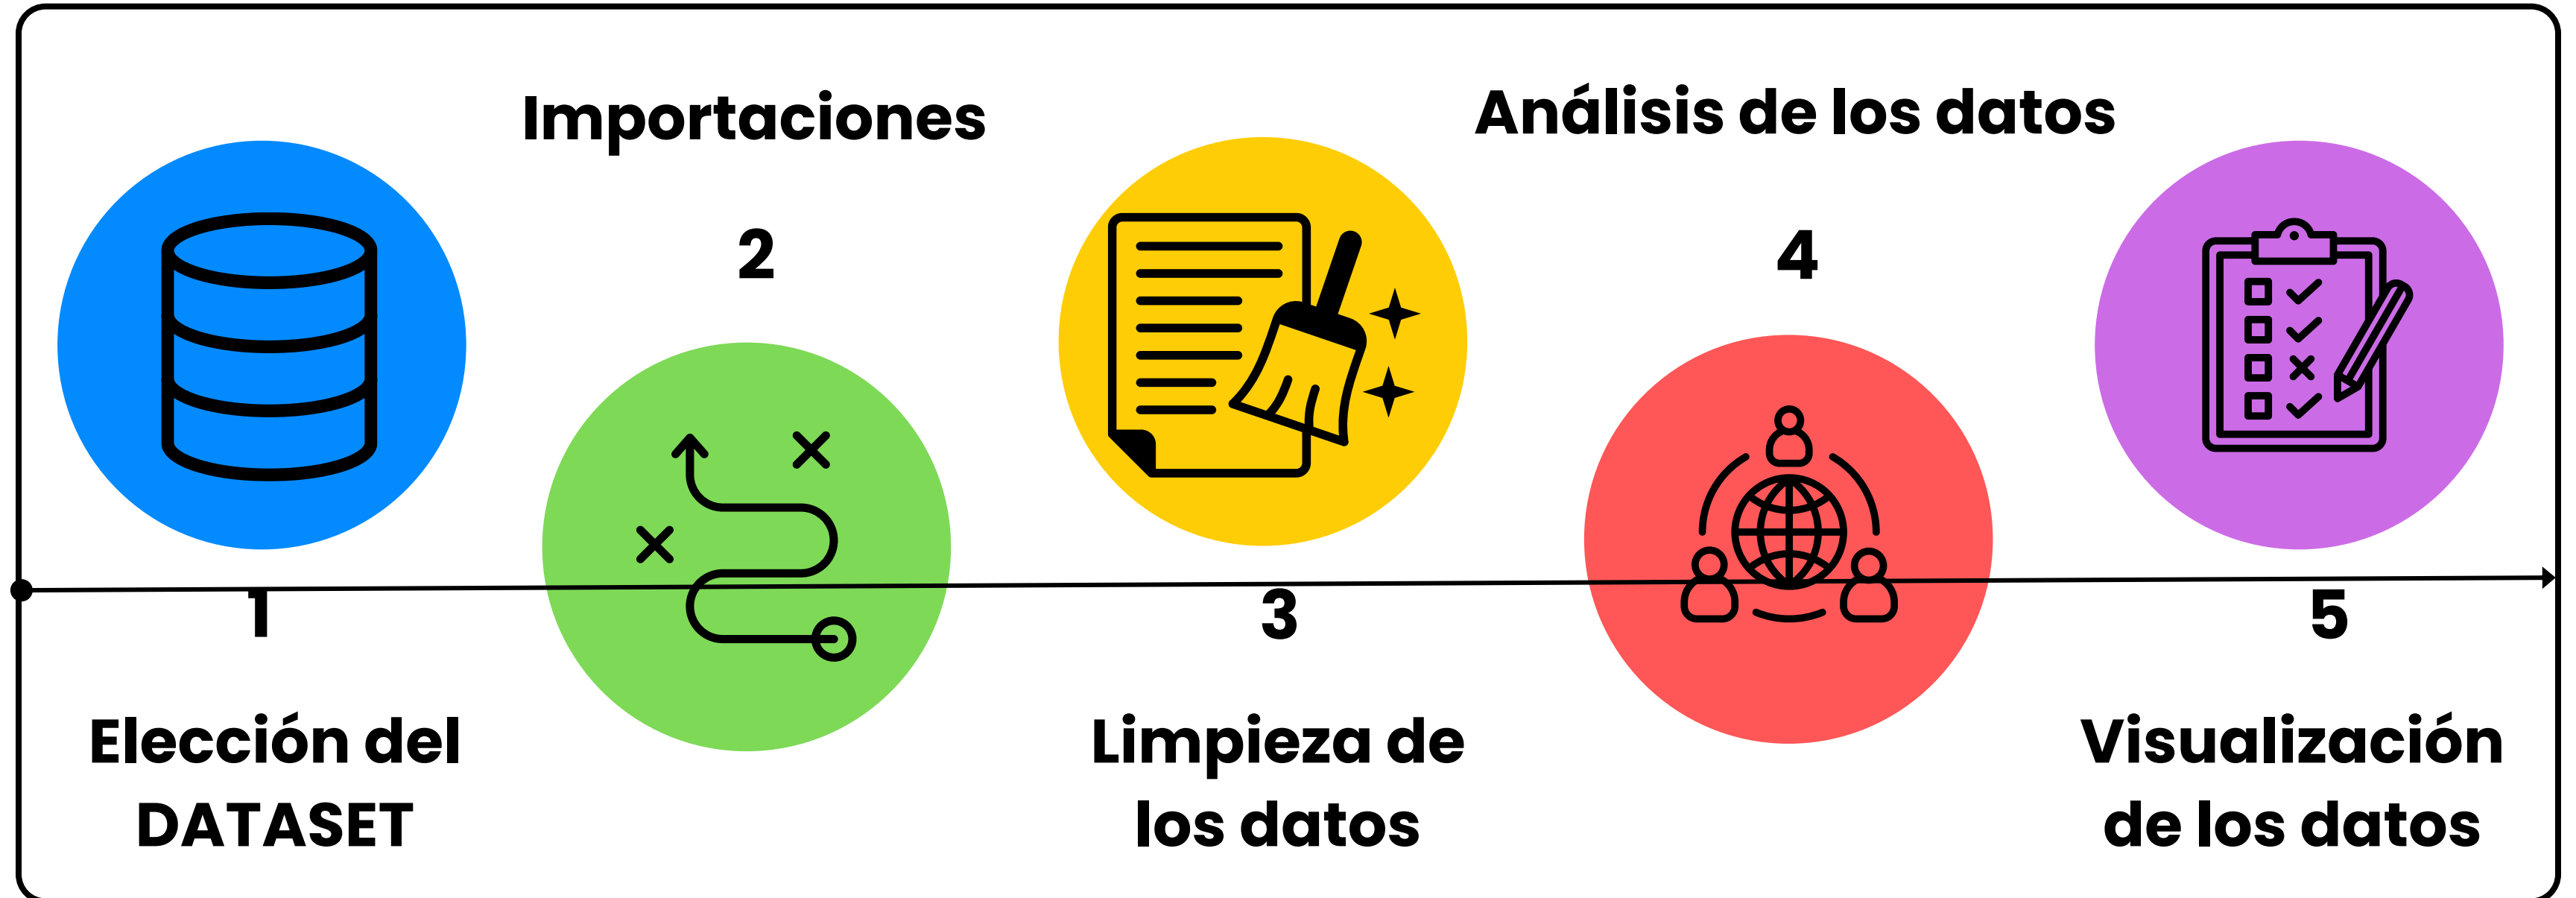 1
Elección del
DATASET
Importaciones
2
3
Limpieza de
los datos
Análisis de los datos
4
5
Visualización
de los datos